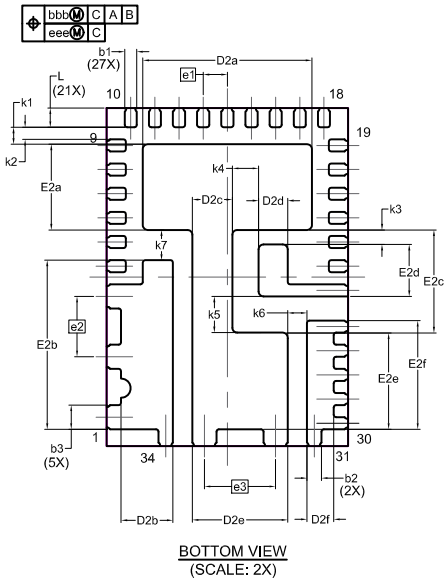 bbb Ⓜ C A B
eee Ⓜ C
b1
(27X)
D2a
L
(21X)
e1
10
18
k1
9
19
k2
k4
E2a
D2c
D2d
k3
k7
E2d
E2c
k5
k6
e2
E2b
E2f
E2e
b3
(5X)
1
34
30
31
e3
b2
(2X)
D2b
D2e
D2f
BOTTOM VIEW
(SCALE: 2X)